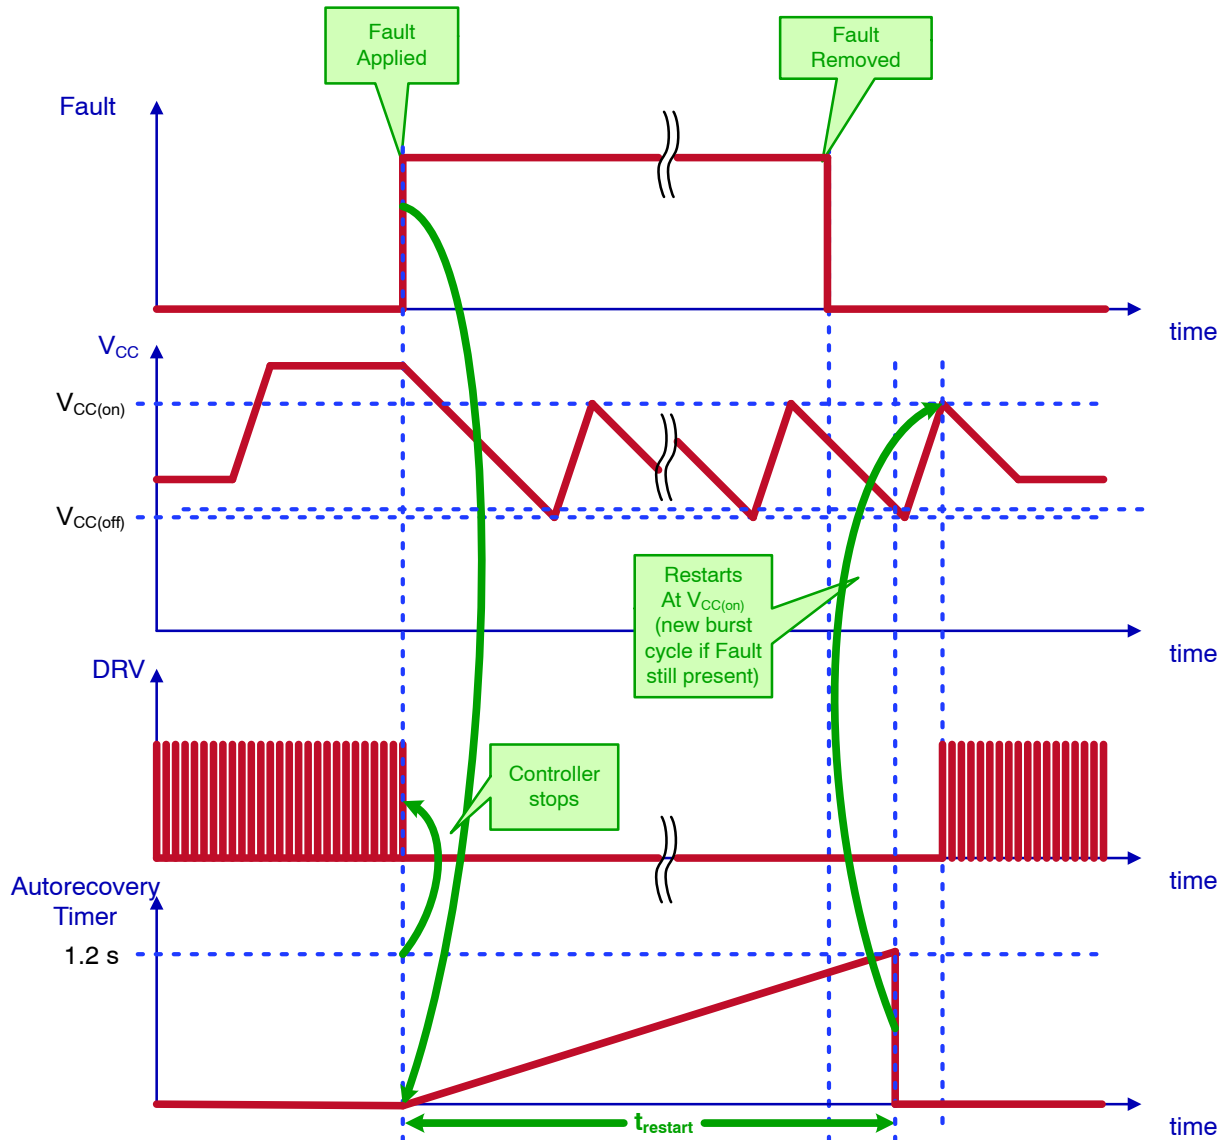 Fault
Applied
Fault
Removed
Fault
time
VCC
VCC(on)
VCC(off)
Restarts
At VCC(on)
(new burst
cycle if Fault
still present)
time
DRV
Controller
stops
time
Autorecovery
Timer
1.2 s
trestart
time